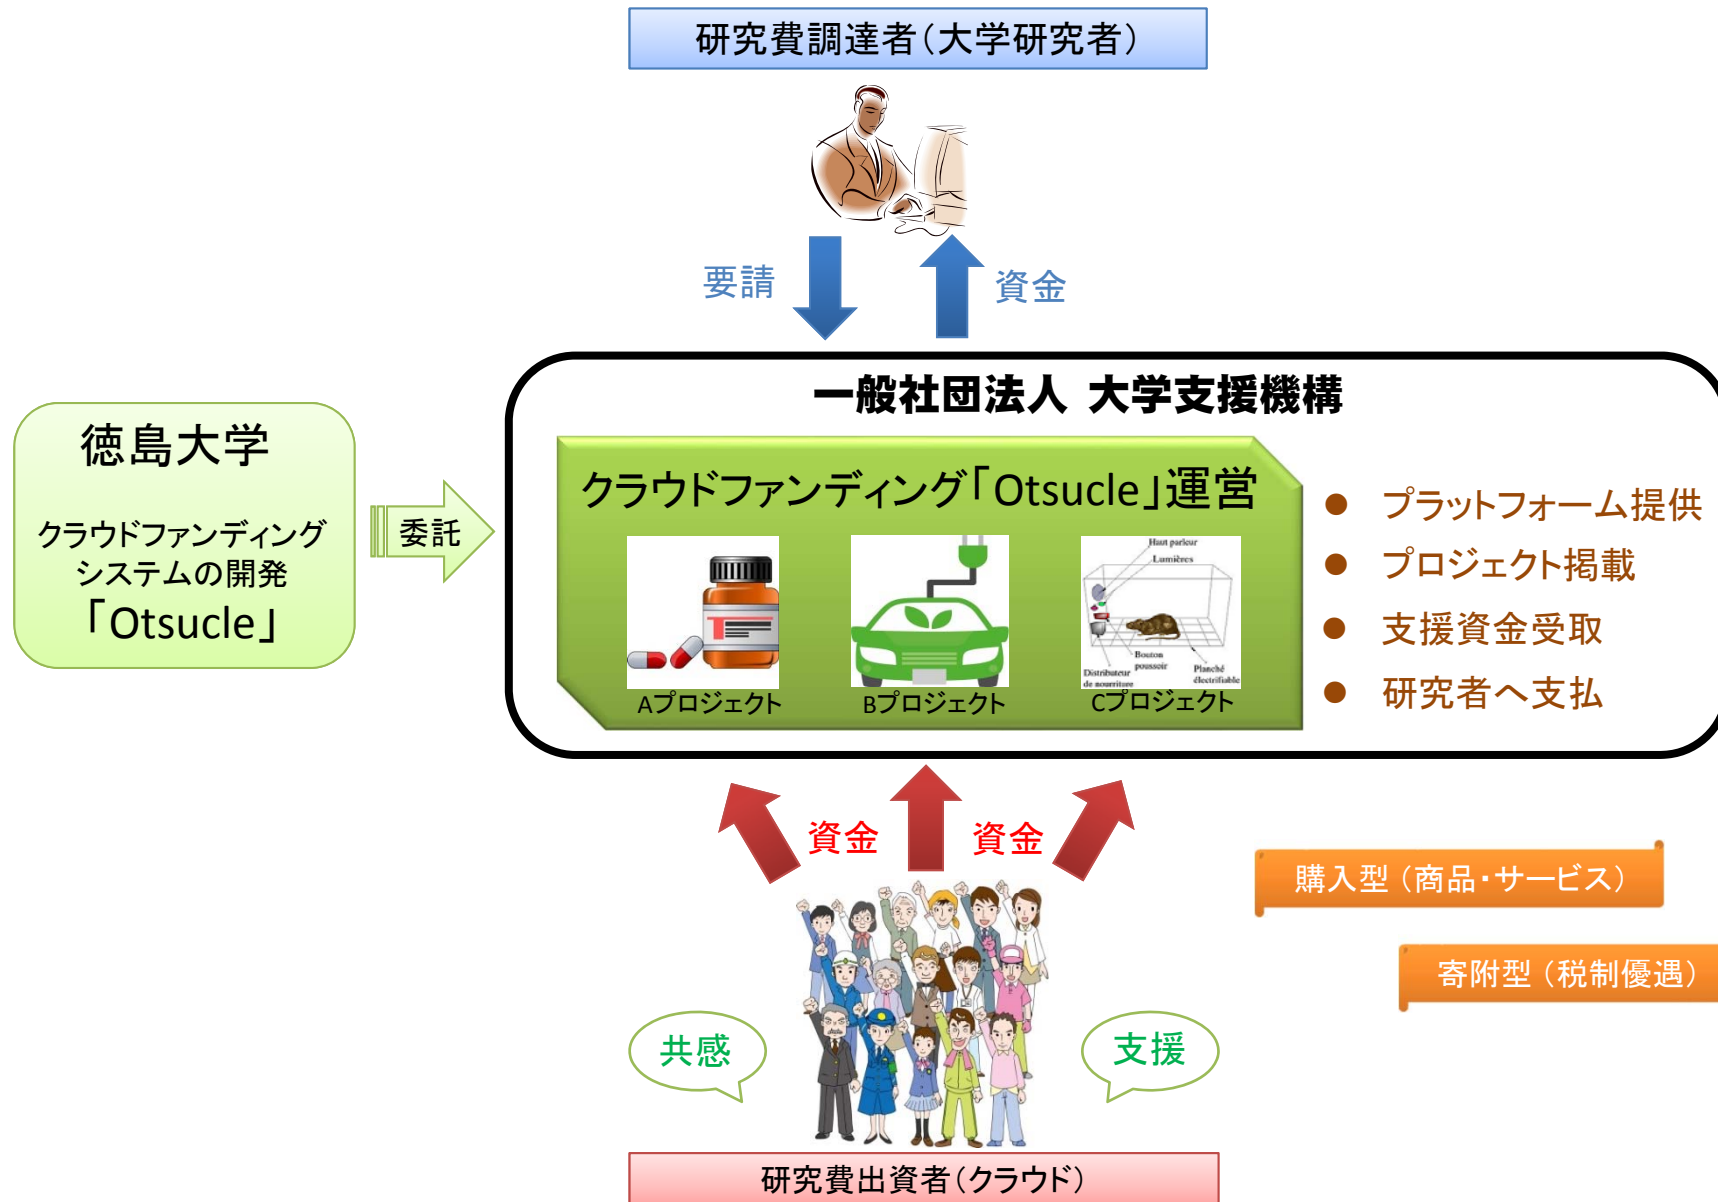 研究費調達者（大学研究者）
要請
資金
一般社団法人 大学支援機構
徳島大学
クラウドファンディング
システムの開発
「Otsucle」
委託
クラウドファンディング「Otsucle」運営
Haut parleur
Lumières
Bouton
poussoir
Distributeur
de nourriture
Planché
électrifiable
Aプロジェクト
Bプロジェクト
Cプロジェクト
● プラットフォーム提供
● プロジェクト掲載
● 支援資金受取
● 研究者へ支払
資金
資金
購入型（商品・サービス）
寄附型（税制優遇）
共感
支援
研究費出資者（クラウド）